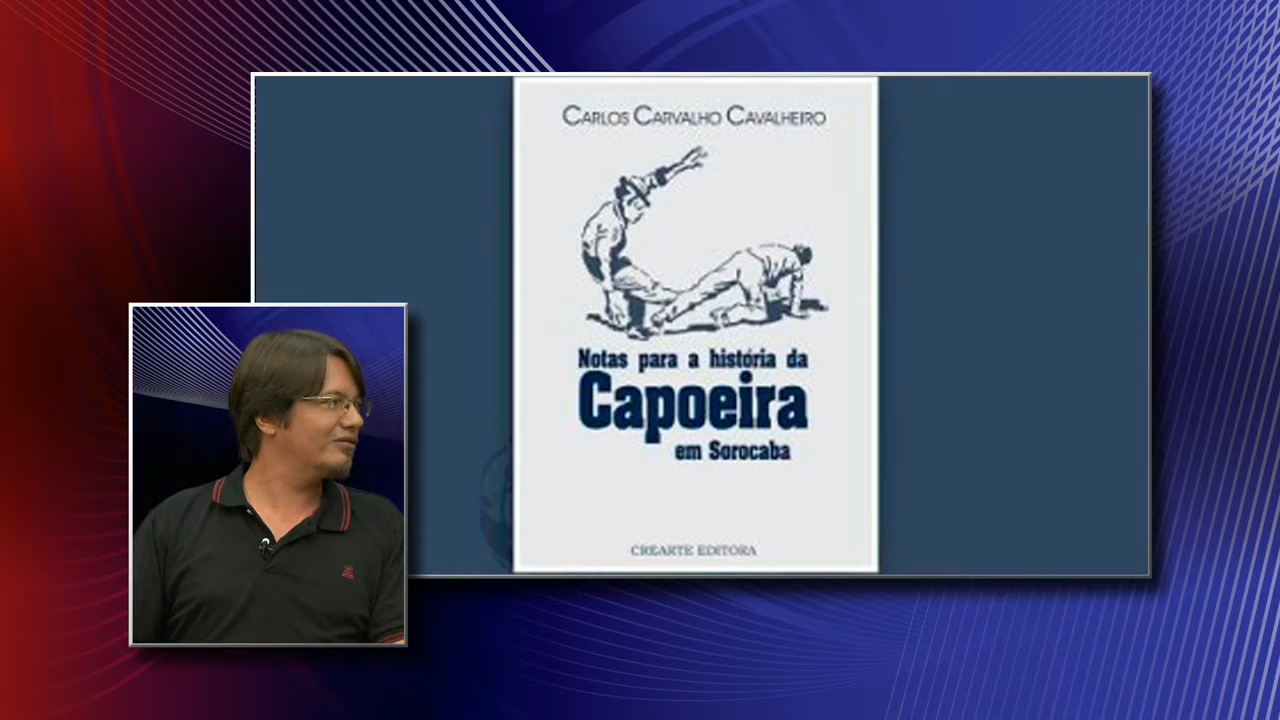 CARLOS CARVALHO CAVALHEIRO
Notas para a história da
Capoeira
em Sorocaba
CREARTE EDITORA